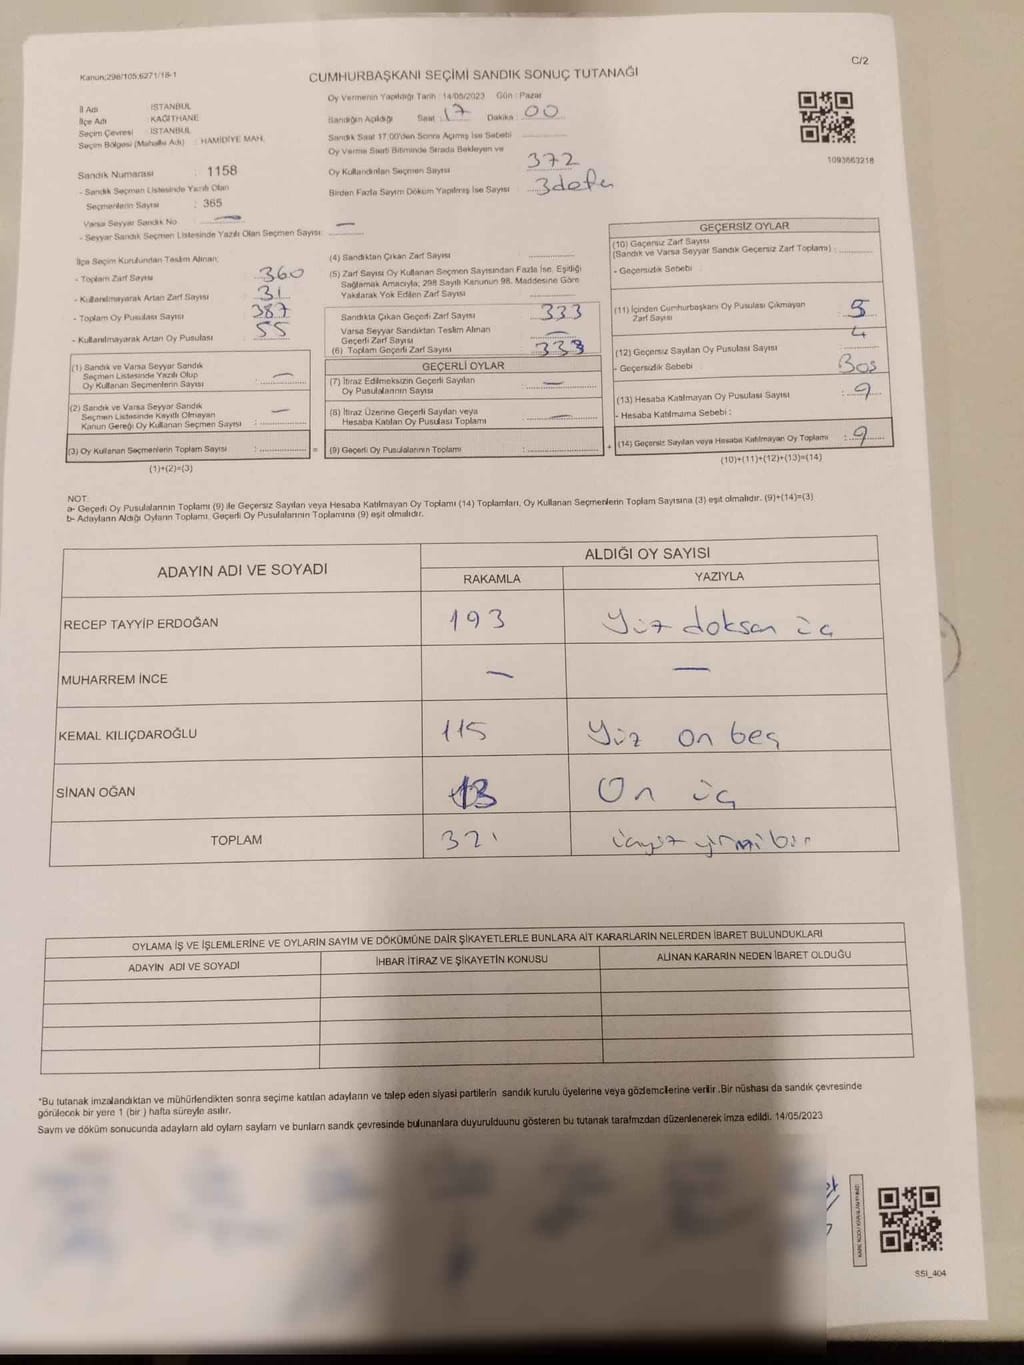 Kanun;298/105;6271/18-1
C/2
CUMHURBAŞKANI SEÇİMİ SANDIK SONUÇ TUTANAĞI
Oy Vermenin Yapıldığı Tarih : 14/05/2023 Gün : Pazar
İl Adı : İSTANBUL
İlçe Adı : KAĞITHANE
Seçim Çevresi : İSTANBUL
Seçim Bölgesi (Mahalle Adı) : HAMİDİYE MAH.
Sandığın Açıldığı Saat : 17 Dakika : 00
Sandık Saat 17:00'den Sonra Açılmış İse Sebebi
Oy Verme Saati Bitiminde Sırada Bekleyen ve
Oy Kullandırılan Seçmen Sayısı : 372
Birden Fazla Sayım Döküm Yapılmış İse Sayısı : 3 defa
1093663218
Sandık Numarası : 1158
- Sandık Seçmen Listesinde Yazılı Olan
Seçmenlerin Sayısı : 365
Varsa Seyyar Sandık No —
- Seyyar Sandık Seçmen Listesinde Yazılı Olan Seçmen Sayısı: —
İlçe Seçim Kurulundan Teslim Alınan;
- Toplam Zarf Sayısı 360
- Kullanılmayarak Artan Zarf Sayısı 31
- Toplam Oy Pusulası Sayısı 387
- Kullanılmayarak Artan Oy Pusulası 55
(4) Sandıktan Çıkan Zarf Sayısı
(5) Zarf Sayısı Oy Kullanan Seçmen Sayısından Fazla İse, Eşitliği
Sağlamak Amacıyla; 298 Sayılı Kanunun 98. Maddesine Göre
Yakılarak Yok Edilen Zarf Sayısı
Sandıkta Çıkan Geçerli Zarf Sayısı 333
Varsa Seyyar Sandıktan Teslim Alınan
Geçerli Zarf Sayısı —
(6) Toplam Geçerli Zarf Sayısı 333
GEÇERLİ OYLAR
(7) İtiraz Edilmeksizin Geçerli Sayılan
Oy Pusulalarının Sayısı : —
(8) İtiraz Üzerine Geçerli Sayılan veya
Hesaba Katılan Oy Pusulası Toplamı : —
(9) Geçerli Oy Pusulalarının Toplamı :
GEÇERSİZ OYLAR
(10) Geçersiz Zarf Sayısı
(Sandık ve Varsa Seyyar Sandık Geçersiz Zarf Toplamı) :
- Geçersizlik Sebebi :
(11) İçinden Cumhurbaşkanı Oy Pusulası Çıkmayan
Zarf Sayısı : 5
(12) Geçersiz Sayılan Oy Pusulası Sayısı 4
- Geçersizlik Sebebi : Boş
(13) Hesaba Katılmayan Oy Pusulası Sayısı : 9
- Hesaba Katılmama Sebebi :
(14) Geçersiz Sayılan veya Hesaba Katılmayan Oy Toplamı : 9
(10)+(11)+(12)+(13)=(14)
(1) Sandık ve Varsa Seyyar Sandık
Seçmen Listesinde Yazılı Olup
Oy Kullanan Seçmenlerin Sayısı : —
(2) Sandık ve Varsa Seyyar Sandık
Seçmen Listesinde Kayıtlı Olmayan
Kanun Gereği Oy Kullanan Seçmen Sayısı : —
(3) Oy Kullanan Seçmenlerin Toplam Sayısı :
(1)+(2)=(3)
NOT:
a- Geçerli Oy Pusulalarının Toplamı (9) ile Geçersiz Sayılan veya Hesaba Katılmayan Oy Toplamı (14) Toplamları, Oy Kullanan Seçmenlerin Toplam Sayısına (3) eşit olmalıdır. (9)+(14)=(3)
b- Adayların Aldığı Oyların Toplamı, Geçerli Oy Pusulalarının Toplamına (9) eşit olmalıdır.
ADAYIN ADI VE SOYADI
ALDIĞI OY SAYISI
RAKAMLA YAZIYLA
RECEP TAYYİP ERDOĞAN 193 Yüz doksan üç
MUHARREM İNCE — —
KEMAL KILIÇDAROĞLU 115 Yüz on beş
SİNAN OĞAN 13 On üç
TOPLAM 321 üçyüz yirmi bir
OYLAMA İŞ VE İŞLEMLERİNE VE OYLARIN SAYIM VE DÖKÜMÜNE DAİR ŞİKAYETLERLE BUNLARA AİT KARARLARIN NELERDEN İBARET BULUNDUKLARI
ADAYIN ADI VE SOYADI İHBAR İTİRAZ VE ŞİKAYETİN KONUSU ALINAN KARARIN NEDEN İBARET OLDUĞU
*Bu tutanak imzalandıktan ve mühürlendikten sonra seçime katılan adayların ve talep eden siyasi partilerin sandık kurulu üyelerine veya gözlemcilerine verilir .Bir nüshası da sandık çevresinde
görülecek bir yere 1 (bir ) hafta süreyle asılır.
Sayım ve döküm sonucunda adayların aldı oyların sayıları ve bunların sandık çevresinde bulunanlara duyurulduunu gösteren bu tutanak tarafımızdan düzenlenerek imza edildi. 14/05/2023
SSI_404